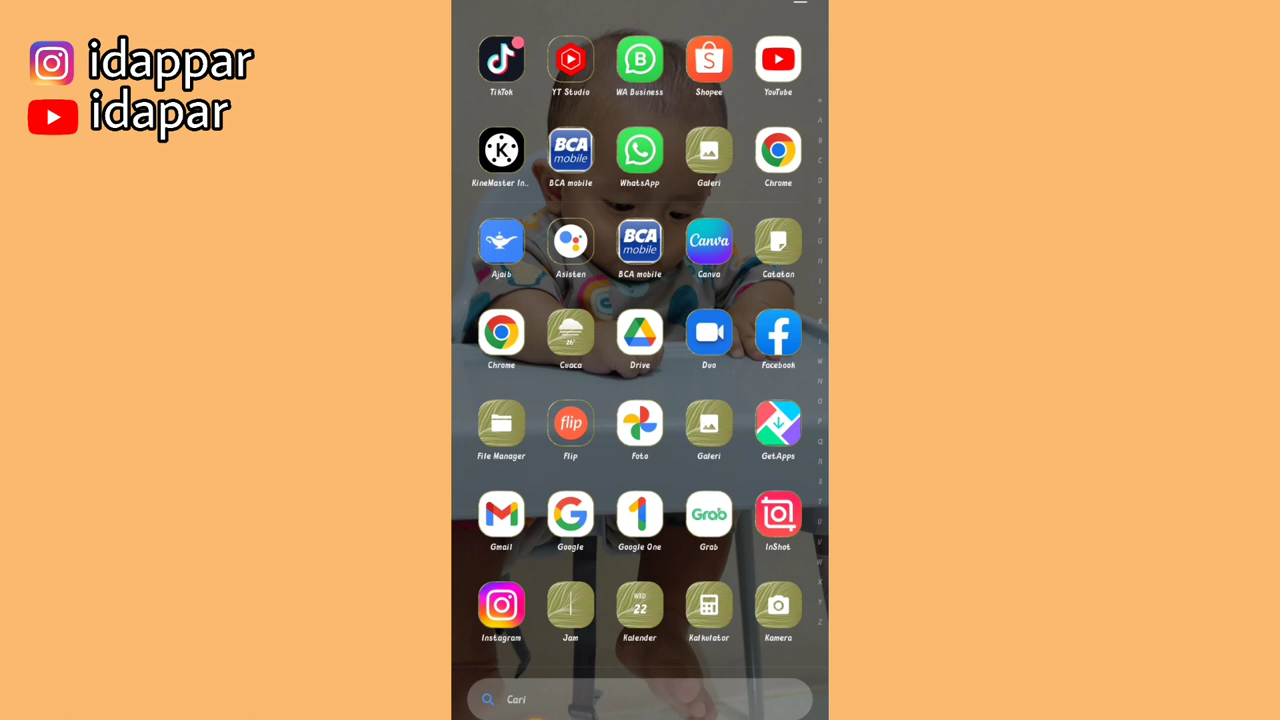 idappar
idapar
TikTok
YT Studio
WA Business
Shopee
YouTube
K
BCA
mobile
KineMaster In..
BCA mobile
WhatsApp
Galeri
Chrome
BCA
mobile
Canva
Ajaib
Asisten
BCA mobile
Canva
Catatan
26°
Chrome
Cuaca
Drive
Duo
Facebook
flip
File Manager
Flip
Foto
Galeri
GetApps
Grab
Gmail
Google
Google One
Grab
InShot
WED
22
Instagram
Jam
Kalender
Kalkulator
Kamera
Cari